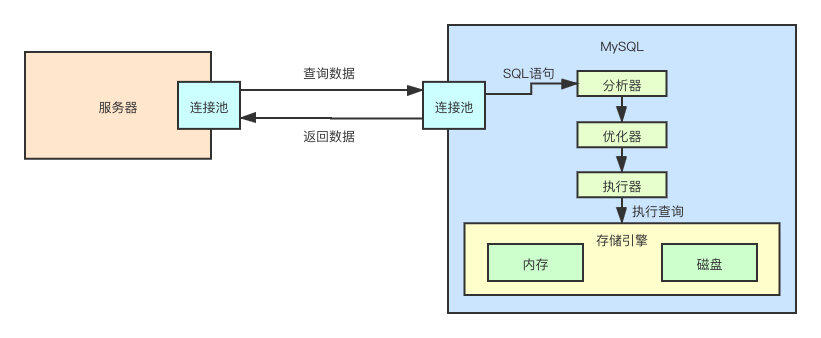 MySQL
服务器
连接池
查询数据
返回数据
连接池
SQL语句
分析器
优化器
执行器
执行查询
存储引擎
内存
磁盘